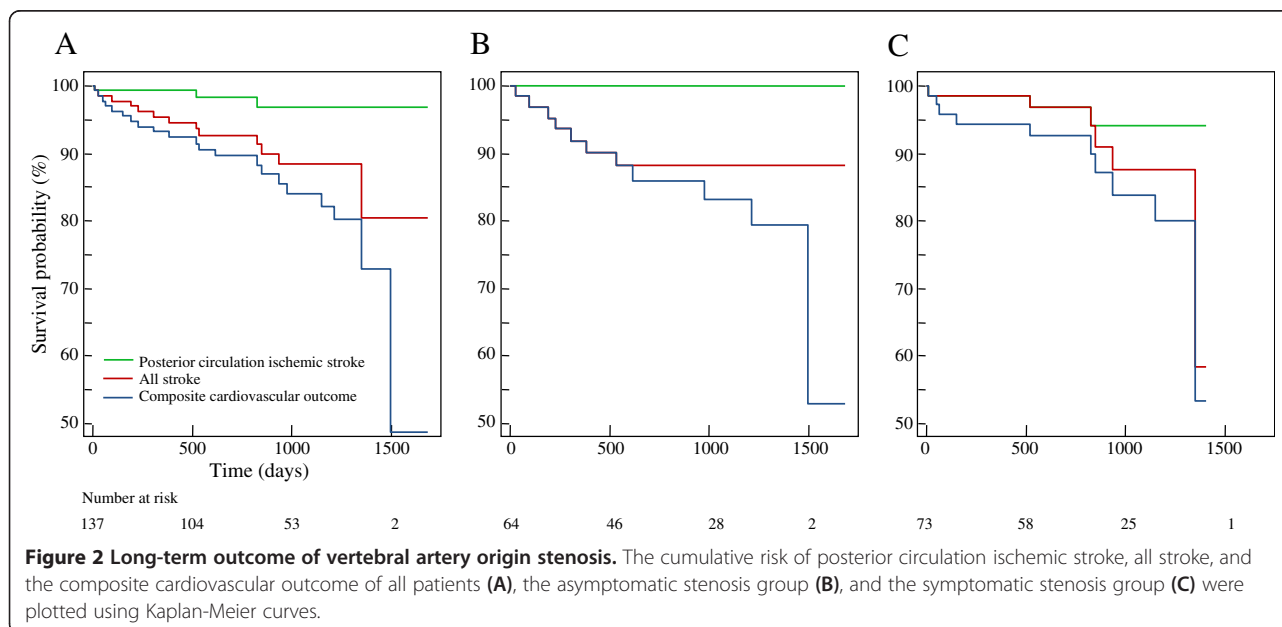 A
B
C
Survival probability (%)
100
90
80
70
60
50
Posterior circulation ischemic stroke
All stroke
Composite cardiovascular outcome
0 500 1000 1500
Time (days)
100
90
80
70
60
50
0 500 1000 1500
100
90
80
70
60
50
0 500 1000 1500
Number at risk
137 104 53 2 64 46 28 2 73 58 25 1
Figure 2 Long-term outcome of vertebral artery origin stenosis. The cumulative risk of posterior circulation ischemic stroke, all stroke, and
the composite cardiovascular outcome of all patients (A), the asymptomatic stenosis group (B), and the symptomatic stenosis group (C) were
plotted using Kaplan-Meier curves.